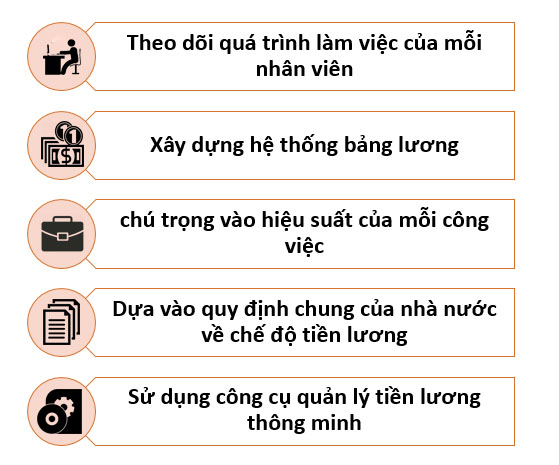 Theo dõi quá trình làm việc của mỗi
nhân viên
Xây dựng hệ thống bảng lương
chú trọng vào hiệu suất của mỗi công
việc
Dựa vào quy định chung của nhà nước
về chế độ tiền lương
Sử dụng công cụ quản lý tiền lương
thông minh